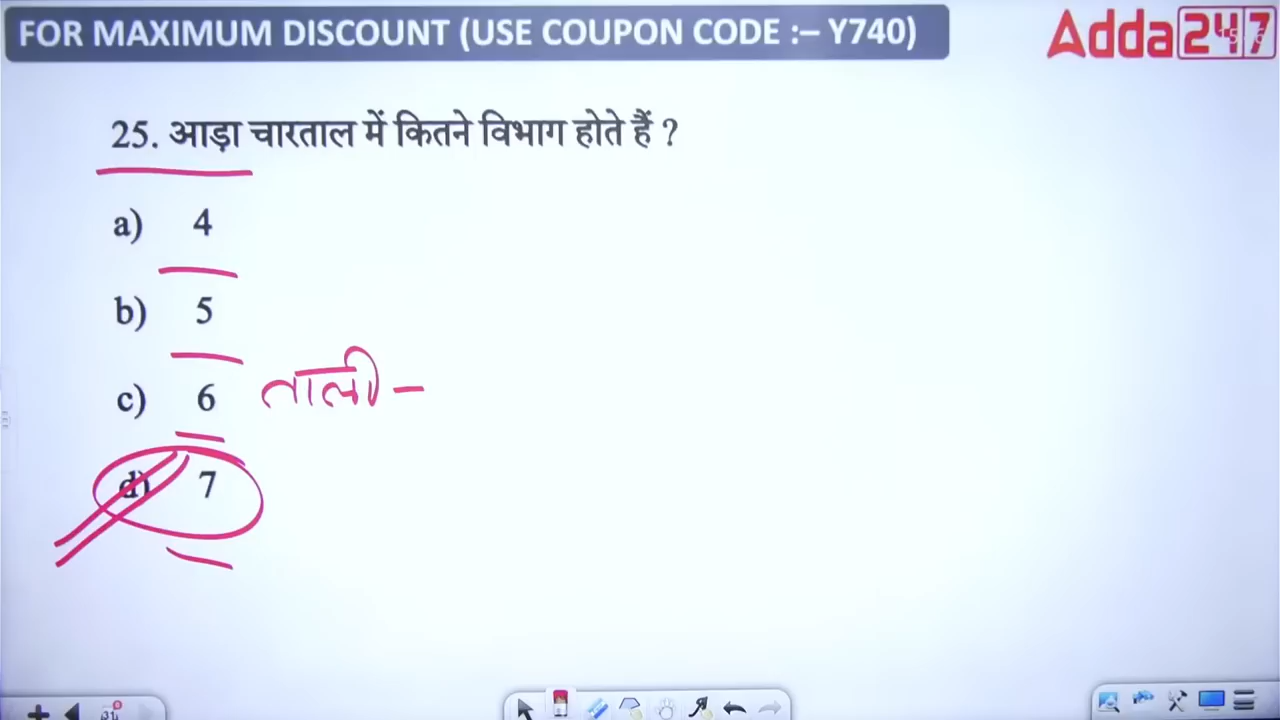 FOR MAXIMUM DISCOUNT (USE COUPON CODE :– Y740)
Adda247
25. आड़ा चारताल में कितने विभाग होते हैं ?
a) 4
b) 5
c) 6 ताली –
d) 7